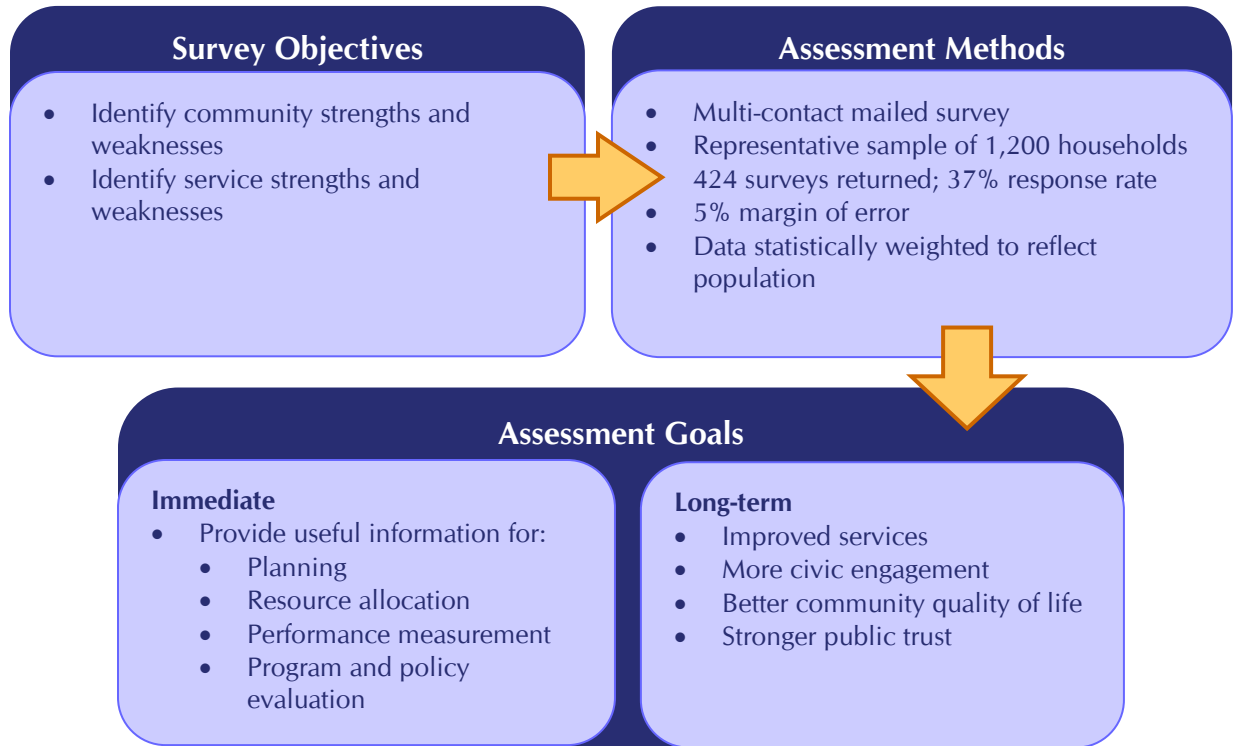 Survey Objectives
• Identify community strengths and
weaknesses
• Identify service strengths and
weaknesses
Assessment Methods
• Multi-contact mailed survey
• Representative sample of 1,200 households
424 surveys returned; 37% response rate
• 5% margin of error
• Data statistically weighted to reflect
population
Assessment Goals
Immediate
• Provide useful information for:
• Planning
• Resource allocation
• Performance measurement
• Program and policy
evaluation
Long-term
• Improved services
• More civic engagement
• Better community quality of life
• Stronger public trust